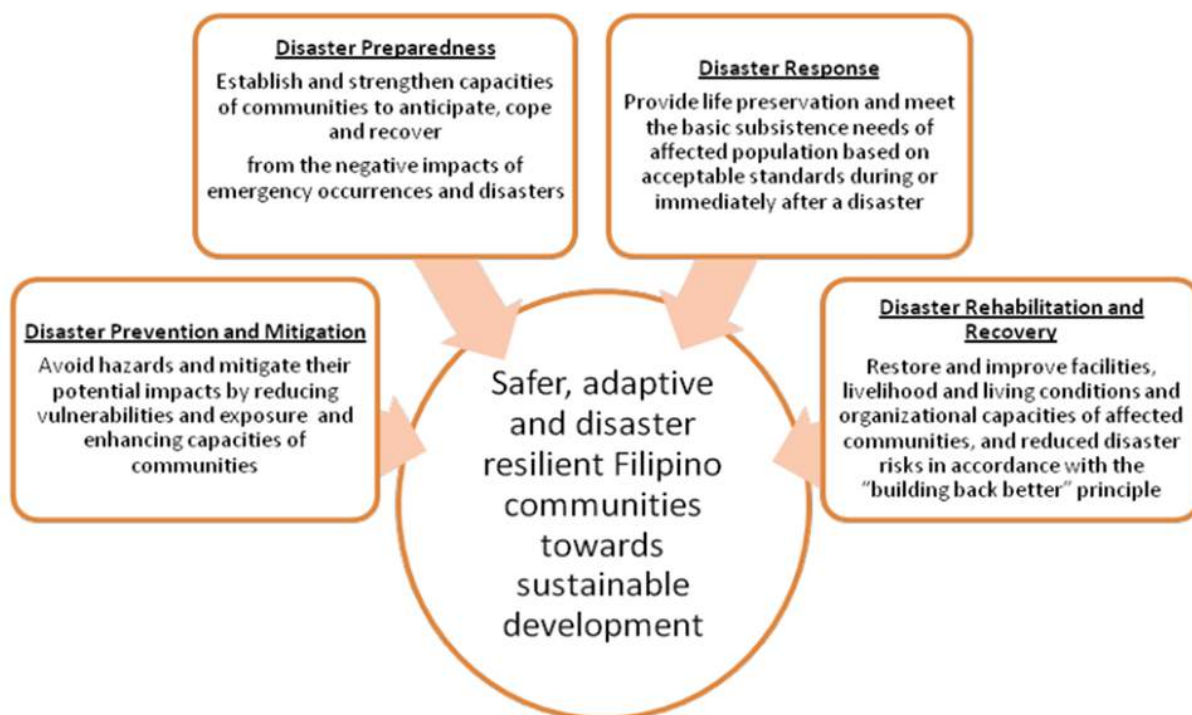 Disaster Preparedness
Establish and strengthen capacities
of communities to anticipate, cope
and recover
from the negative impacts of
emergency occurrences and disasters
Disaster Response
Provide life preservation and meet
the basic subsistence needs of
affected population based on
acceptable standards during or
immediately after a disaster
Disaster Prevention and Mitigation
Avoid hazards and mitigate their
potential impacts by reducing
vulnerabilities and exposure and
enhancing capacities of
communities
Disaster Rehabilitation and
Recovery
Restore and improve facilities,
livelihood and living conditions and
organizational capacities of affected
communities, and reduced disaster
risks in accordance with the
“building back better” principle
Safer, adaptive
and disaster
resilient Filipino
communities
towards
sustainable
development